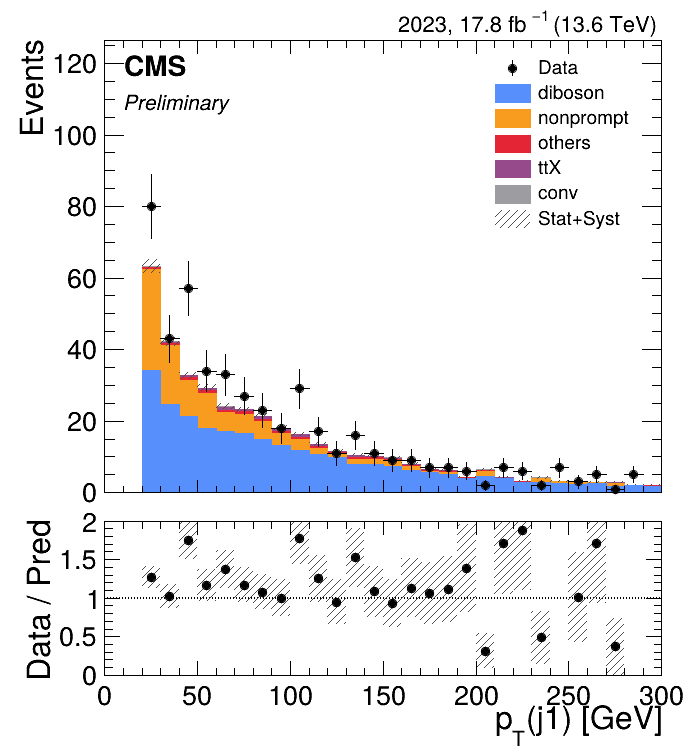 2023, 17.8 fb⁻¹ (13.6 TeV)
Events
120
100
80
60
40
20
0
CMS
Preliminary
Data
diboson
nonprompt
others
ttX
conv
Stat+Syst
Data / Pred
2
1.5
1
0.5
0
0 50 100 150 200 250 300
p_T(j1) [GeV]